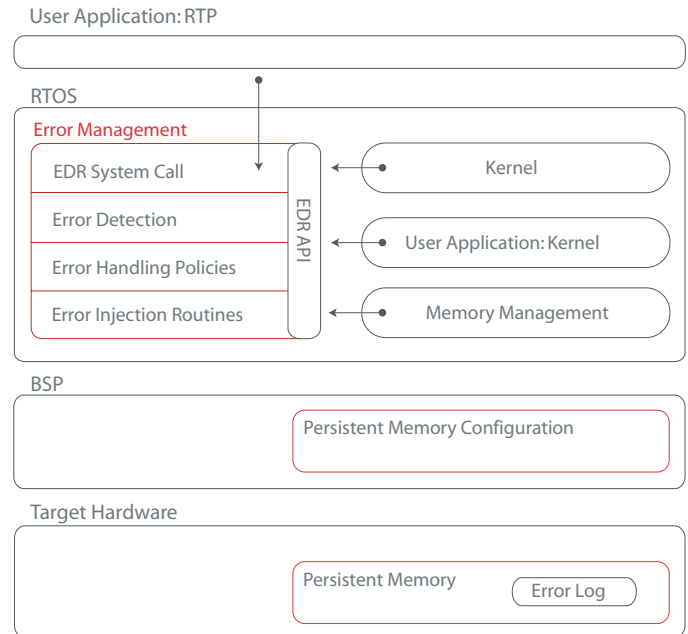 User Application: RTP
RTOS
Error Management
EDR System Call
Error Detection
Error Handling Policies
Error Injection Routines
EDR API
Kernel
User Application: Kernel
Memory Management
BSP
Persistent Memory Configuration
Target Hardware
Persistent Memory
Error Log